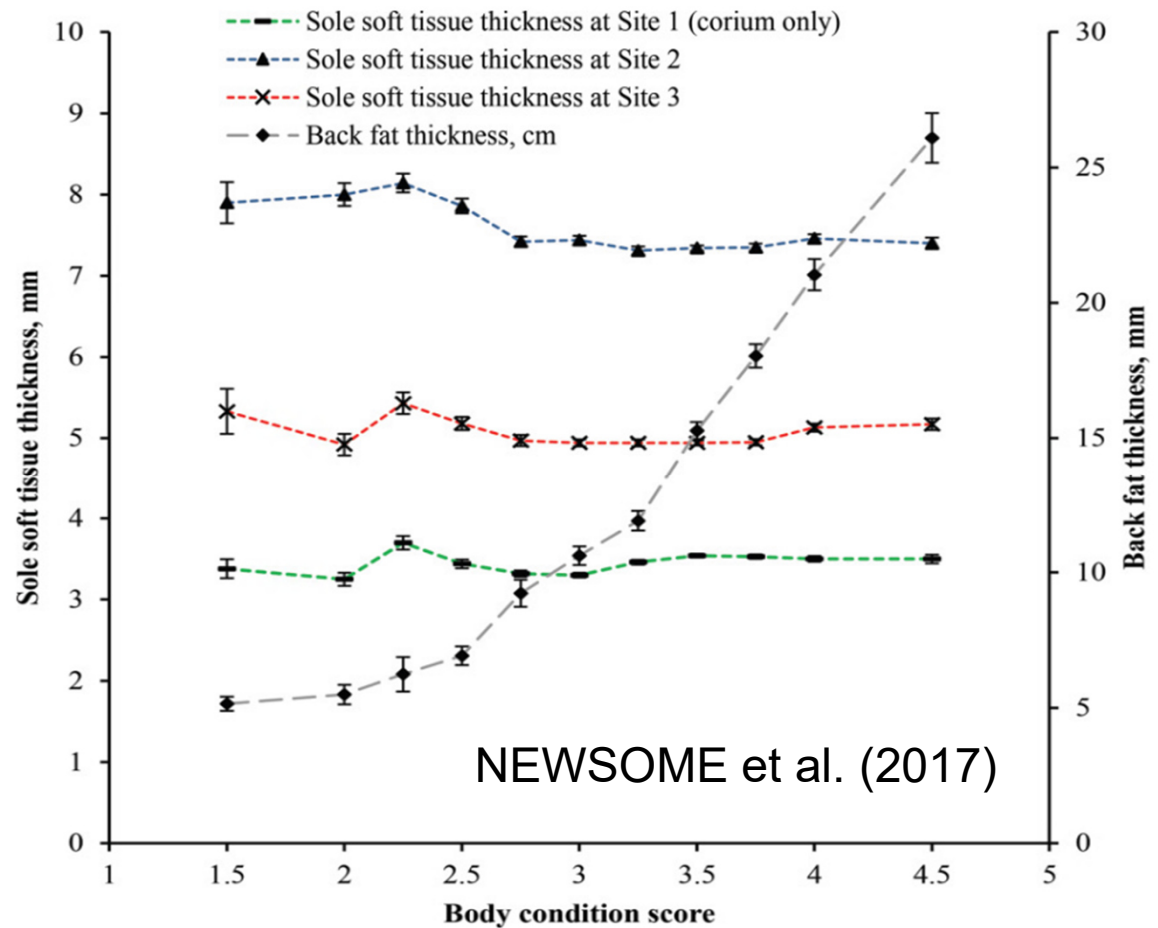 Sole soft tissue thickness at Site 1 (corium only)
Sole soft tissue thickness at Site 2
Sole soft tissue thickness at Site 3
Back fat thickness, cm
Sole soft tissue thickness, mm
10
9
8
7
6
5
4
3
2
1
0
30
25
20
15
10
5
0
Back fat thickness, mm
NEWSOME et al. (2017)
1 1.5 2 2.5 3 3.5 4 4.5 5
Body condition score